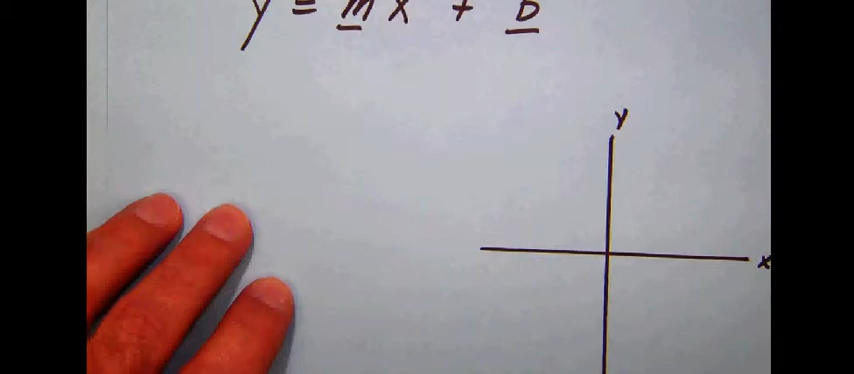 y = mx + b
y
x